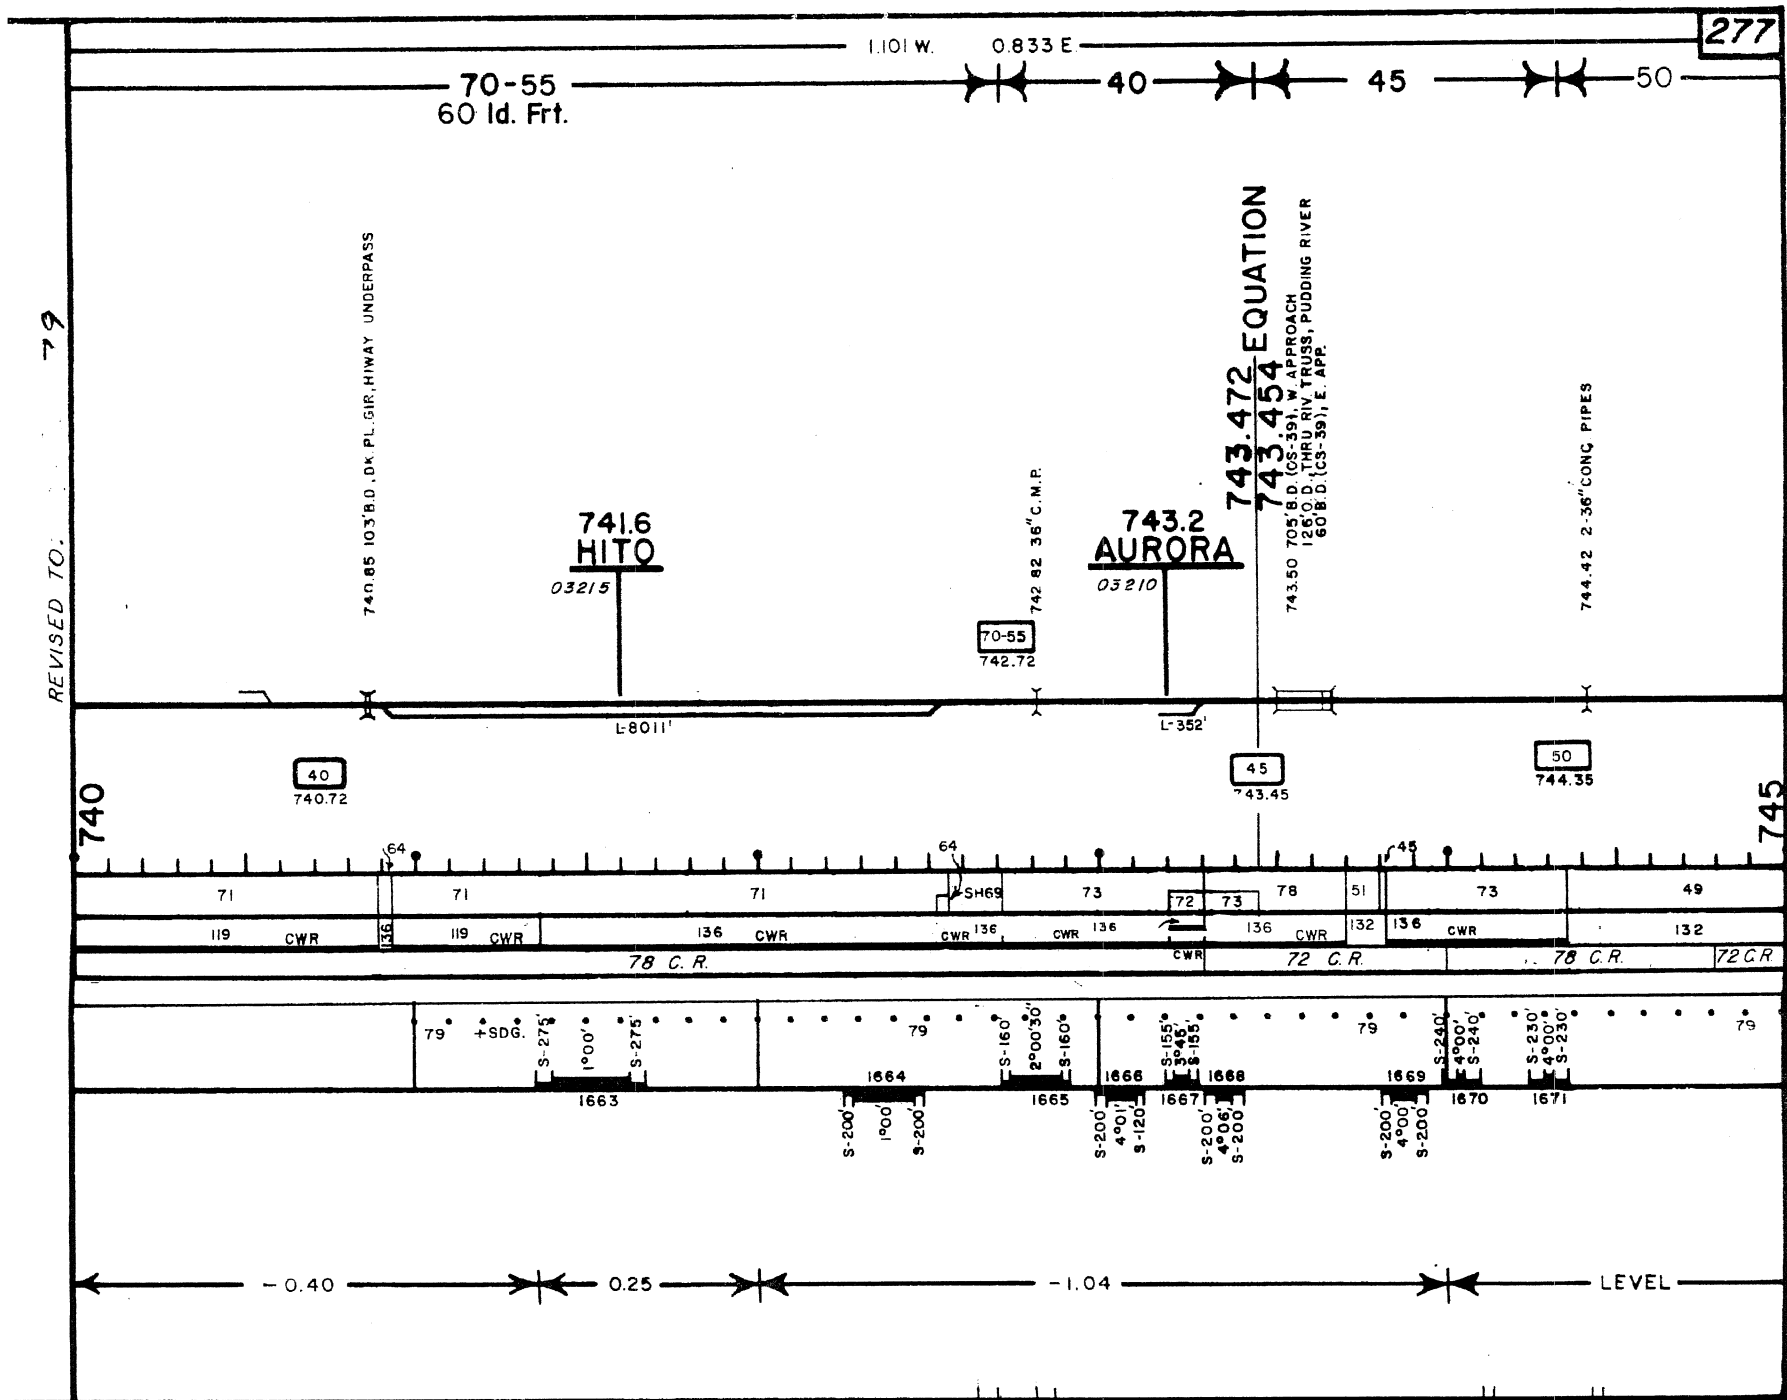 277
1.101 W. 0.833 E.
70-55 40 45 50
60 ld. Frt.
REVISED TO: 79
740.85 103'B.D., DK. PL. GIR, HIWAY UNDERPASS
741.6
HITO
03215
742 82 36" C.M.P.
743.2
AURORA
03210
743.472 EQUATION
743.454
743.50 705' B.D. (OS-39), W. APPROACH
126' O.D., THRU RIV. TRUSS, PUDDING RIVER
60' B.D. (CS-39), E. APP.
744.42 2-36" CONC. PIPES
70-55
742.72
L-8011' L-352'
40
740.72
45
743.45
50
744.35
740 745
64 64 45
71 71 71 SH69 73 72 73 78 51 73 49
119 CWR 136 119 CWR 136 CWR CWR 136 CWR 136 136 CWR 132 136 CWR 132
78 C.R. CWR 72 C.R. 78 C.R. 72 C.R.
79 +SDG. 79 79 79
S-275' 1°00' S-275' S-160' 2°00'30" S-160' S-155' 3°45' S-155' S-240' 4°00' S-240' S-230' 4°00' S-230'
1664 1666 1668 1669
1663 1665 1667 1670 1671
S-200' 1°00' S-200' S-200' 4°01' S-120' S-200' 4°06' S-200' S-200' 4°00' S-200'
-0.40 0.25 -1.04 LEVEL